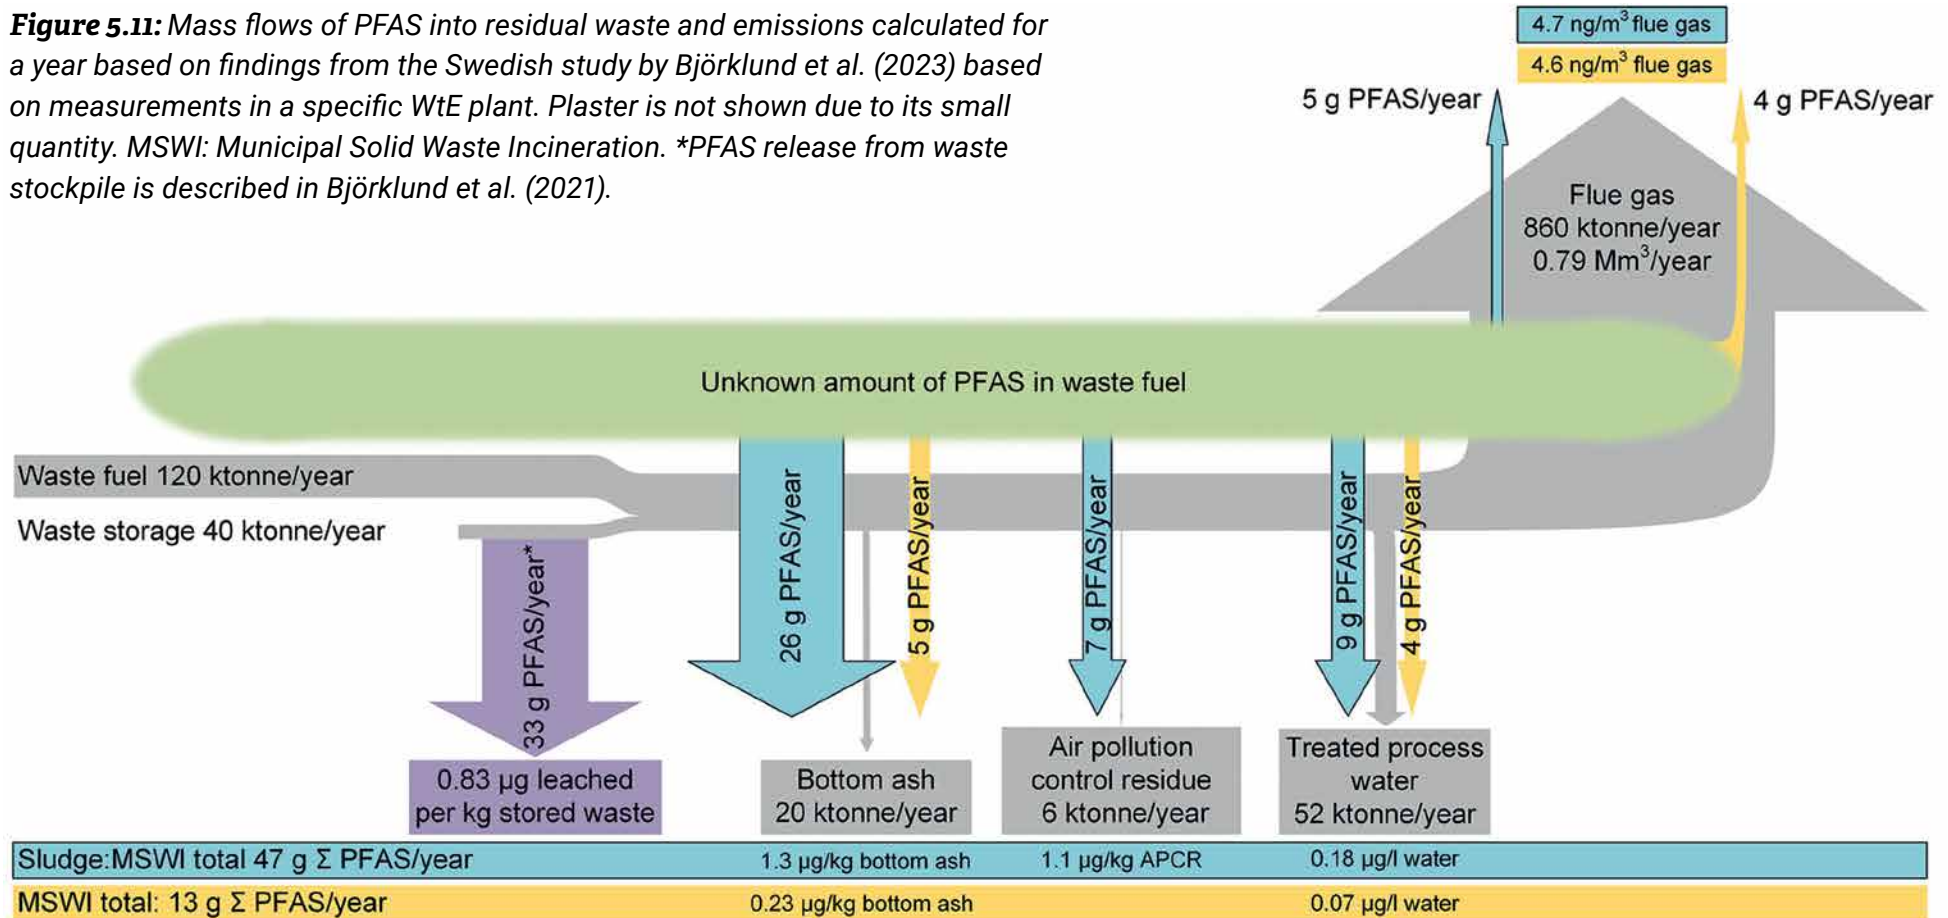 Figure 5.11: Mass flows of PFAS into residual waste and emissions calculated for
a year based on findings from the Swedish study by Björklund et al. (2023) based
on measurements in a specific WtE plant. Plaster is not shown due to its small
quantity. MSWI: Municipal Solid Waste Incineration. *PFAS release from waste
stockpile is described in Björklund et al. (2021).
4.7 ng/m³ flue gas
4.6 ng/m³ flue gas
5 g PFAS/year
4 g PFAS/year
Flue gas
860 ktonne/year
0.79 Mm³/year
Unknown amount of PFAS in waste fuel
Waste fuel 120 ktonne/year
Waste storage 40 ktonne/year
33 g PFAS/year*
26 g PFAS/year
5 g PFAS/year
7 g PFAS/year
9 g PFAS/year
4 g PFAS/year
0.83 µg leached
per kg stored waste
Bottom ash
20 ktonne/year
Air pollution
control residue
6 ktonne/year
Treated process
water
52 ktonne/year
Sludge:MSWI total 47 g Σ PFAS/year
1.3 µg/kg bottom ash
1.1 µg/kg APCR
0.18 µg/l water
MSWI total: 13 g Σ PFAS/year
0.23 µg/kg bottom ash
0.07 µg/l water